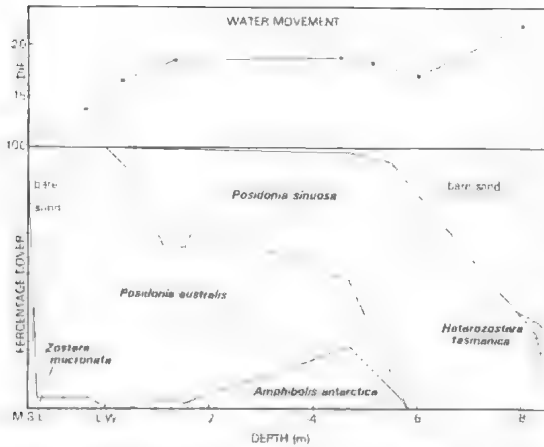 WATER MOVEMENT
20
15
100
bare
sand
Posidonia sinuosa
bare sand
Posidonia australis
PERCENTAGE COVER
Zostera
mucronata
Heterozostera
tasmanica
Amphibolis antarctica
2
4
6
8
DEPTH (m)